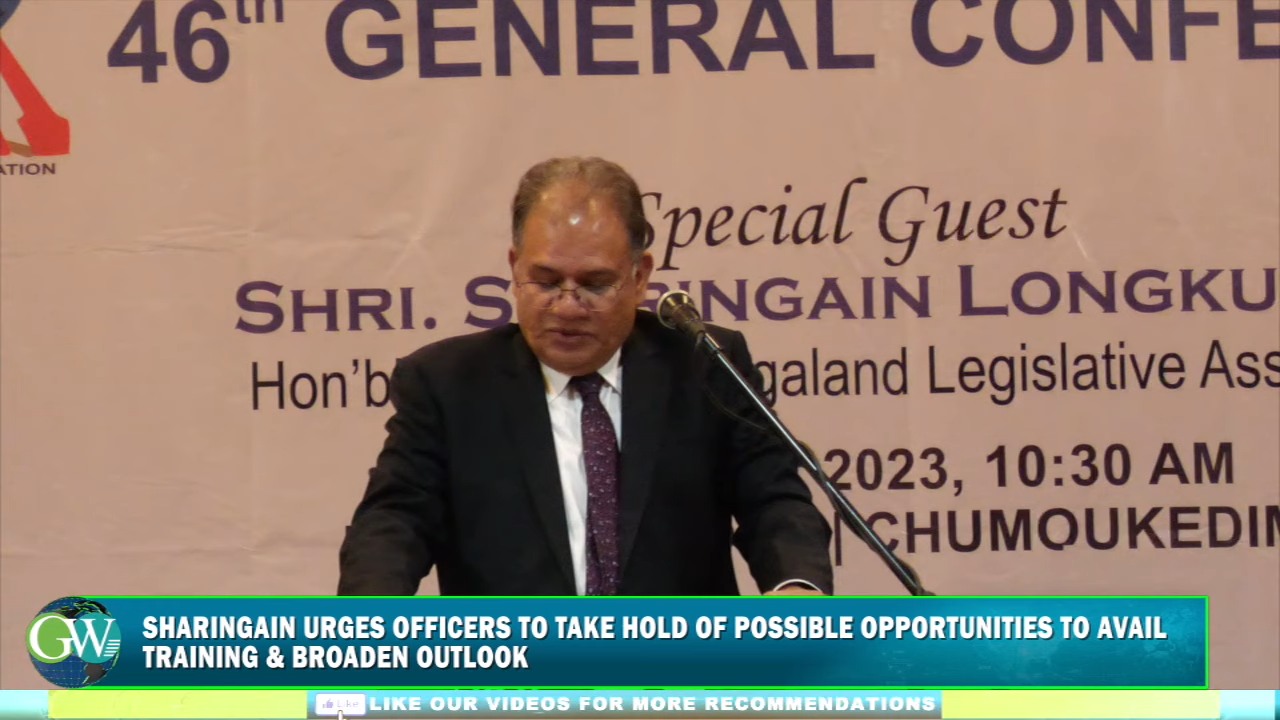 46th GENERAL CONFE
ATION
Special Guest
SHRI. S RINGAIN LONGKU
Hon'b galand Legislative Ass
2023, 10:30 AM
| CHUMOUKEDIM
GW
SHARINGAIN URGES OFFICERS TO TAKE HOLD OF POSSIBLE OPPORTUNITIES TO AVAIL
TRAINING & BROADEN OUTLOOK
Like LIKE OUR VIDEOS FOR MORE RECOMMENDATIONS